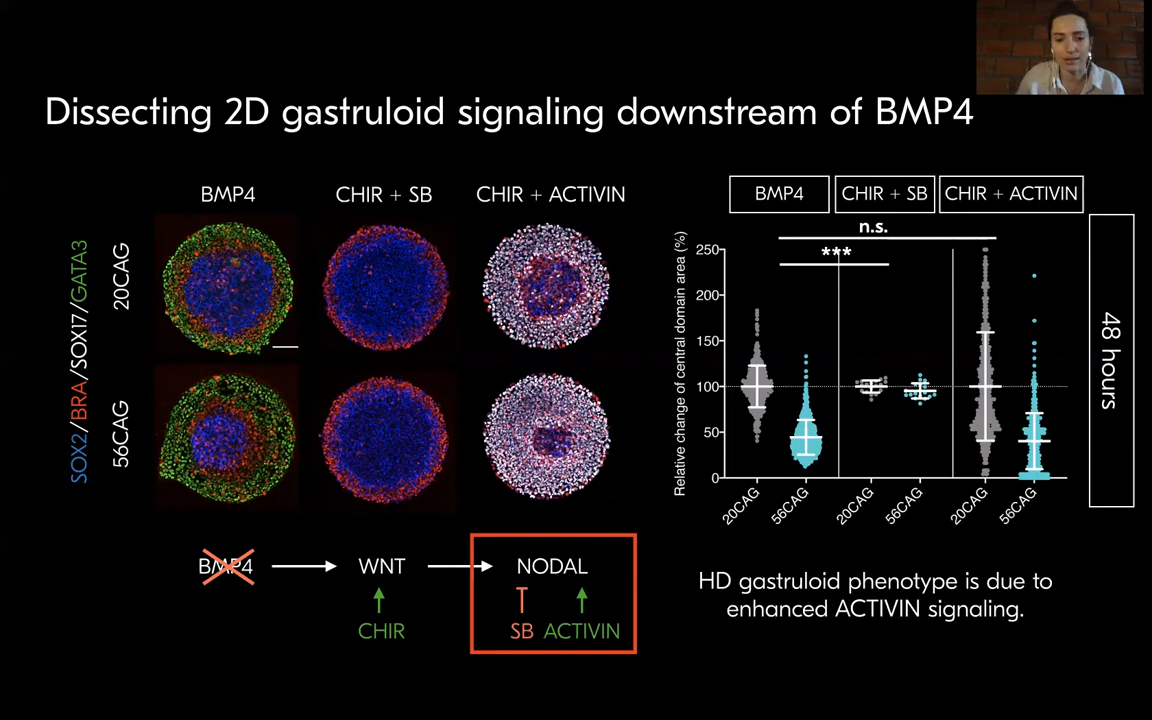 Dissecting 2D gastruloid signaling downstream of BMP4
BMP4
CHIR + SB
CHIR + ACTIVIN
SOX2/BRA/SOX17/GATA3
20CAG
56CAG
BMP4
WNT
NODAL
CHIR
SB
ACTIVIN
BMP4
CHIR + SB
CHIR + ACTIVIN
n.s.
***
Relative change of central domain area (%)
250
200
150
100
50
0
20CAG
56CAG
20CAG
56CAG
20CAG
56CAG
48 hours
HD gastruloid phenotype is due to
enhanced ACTIVIN signaling.